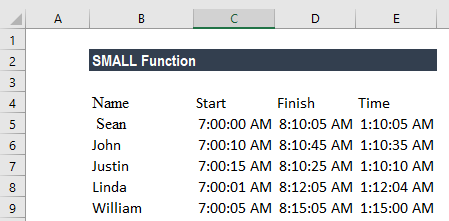 A B C D E
1
2 SMALL Function
3
4 Name Start Finish Time
5 Sean 7:00:00 AM 8:10:05 AM 1:10:05 AM
6 John 7:00:10 AM 8:10:45 AM 1:10:35 AM
7 Justin 7:00:15 AM 8:10:25 AM 1:10:10 AM
8 Linda 7:00:01 AM 8:12:05 AM 1:12:04 AM
9 William 7:00:05 AM 8:15:05 AM 1:15:00 AM